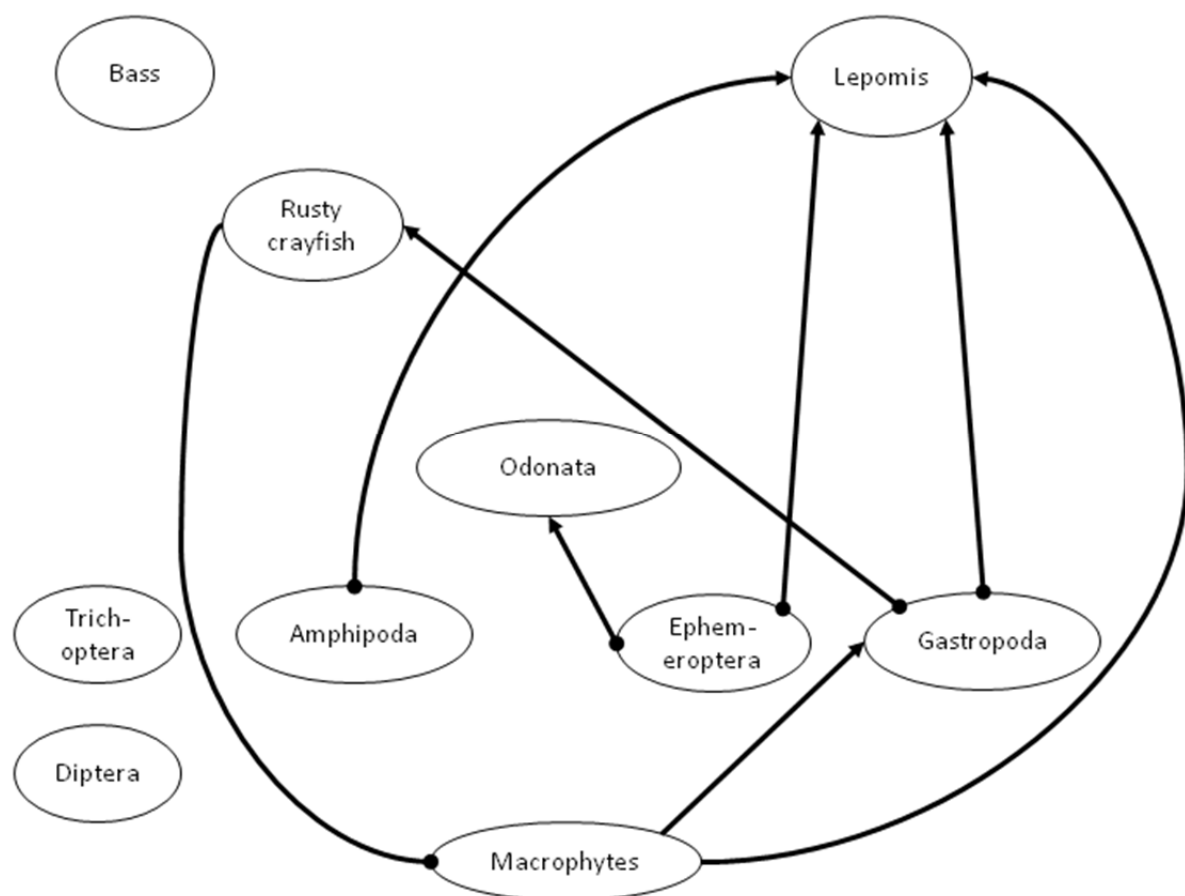 Bass
Lepomis
Rusty
crayfish
Odonata
Trich-
optera
Amphipoda
Ephem-
eroptera
Gastropoda
Diptera
Macrophytes